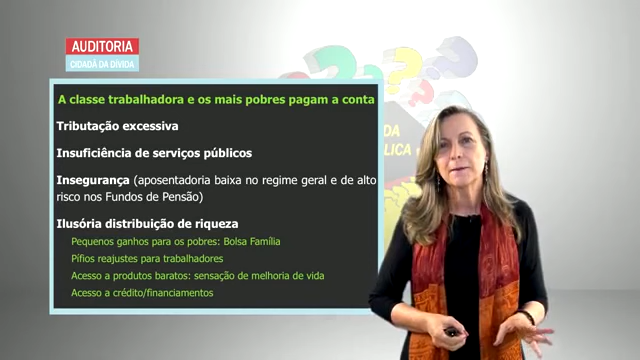 AUDITORIA
CIDADÃ DA DÍVIDA
A classe trabalhadora e os mais pobres pagam a conta
Tributação excessiva
Insuficiência de serviços públicos
Insegurança (aposentadoria baixa no regime geral e de alto
risco nos Fundos de Pensão)
Ilusória distribuição de riqueza
Pequenos ganhos para os pobres: Bolsa Família
Pífios reajustes para trabalhadores
Acesso a produtos baratos: sensação de melhoria de vida
Acesso a crédito/financiamentos